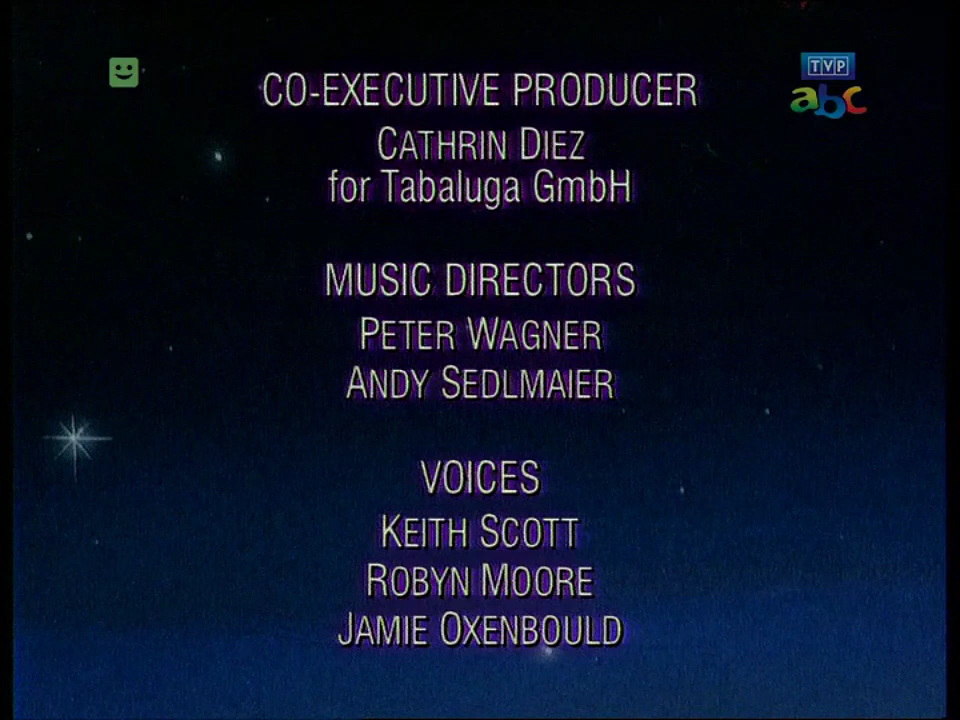 TVP
abc
CO-EXECUTIVE PRODUCER
CATHRIN DIEZ
for Tabaluga GmbH
MUSIC DIRECTORS
PETER WAGNER
ANDY SEDLMAIER
VOICES
KEITH SCOTT
ROBYN MOORE
JAMIE OXENBOULD